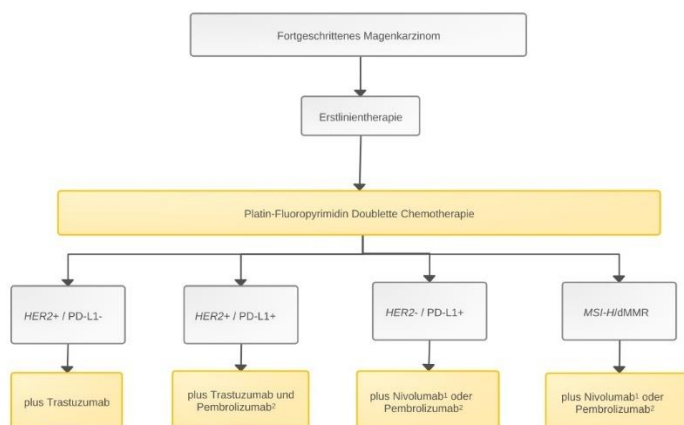 Fortgeschrittenes Magenkarzinom
Erstlinientherapie
Platin-Fluoropyrimidin Doublette Chemotherapie
HER2+ / PD-L1-
HER2+ / PD-L1+
HER2- / PD-L1+
MSI-H/dMMR
plus Trastuzumab
plus Trastuzumab und
Pembrolizumab²
plus Nivolumab¹ oder
Pembrolizumab²
plus Nivolumab¹ oder
Pembrolizumab²